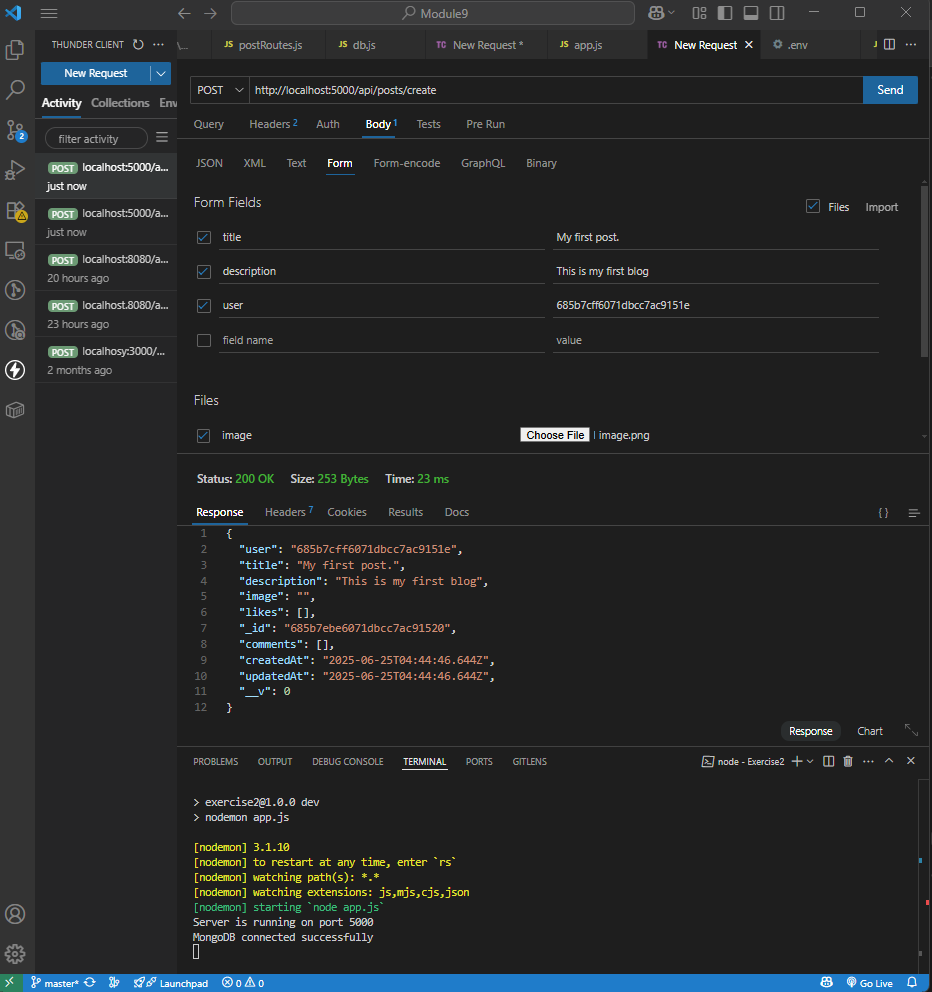 Module9
THUNDER CLIENT ...
\...
JS postRoutes.js
JS db.js
TC New Request *
JS app.js
TC New Request
.env
J
...
New Request
Activity Collections Env
filter activity
POST localhost:5000/a...
just now
POST localhost:5000/a...
just now
POST localhost:8080/a...
20 hours ago
POST localhost.8080/a...
23 hours ago
POST localhosy:3000/...
2 months ago
2
POST http://localhost:5000/api/posts/create Send
Query Headers 2 Auth Body 1 Tests Pre Run
JSON XML Text Form Form-encode GraphQL Binary
Form Fields
Files Import
title My first post.
description This is my first blog
user 685b7cff6071dbcc7ac9151e
field name value
Files
image Choose File image.png
Status: 200 OK Size: 253 Bytes Time: 23 ms
Response Headers 7 Cookies Results Docs { }
1 {
2 "user": "685b7cff6071dbcc7ac9151e",
3 "title": "My first post.",
4 "description": "This is my first blog",
5 "image": "",
6 "likes": [],
7 "_id": "685b7ebe6071dbcc7ac91520",
8 "comments": [],
9 "createdAt": "2025-06-25T04:44:46.644Z",
10 "updatedAt": "2025-06-25T04:44:46.644Z",
11 "__v": 0
12 }
Response Chart
PROBLEMS OUTPUT DEBUG CONSOLE TERMINAL PORTS GITLENS
node - Exercise2 ...
> exercise2@1.0.0 dev
> nodemon app.js
[nodemon] 3.1.10
[nodemon] to restart at any time, enter `rs`
[nodemon] watching path(s): *.*
[nodemon] watching extensions: js,mjs,cjs,json
[nodemon] starting `node app.js`
Server is running on port 5000
MongoDB connected successfully
master* Launchpad 0 0 Go Live